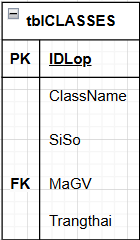 tblCLASSES
PK IDLop
ClassName
SiSo
FK MaGV
Trangthai